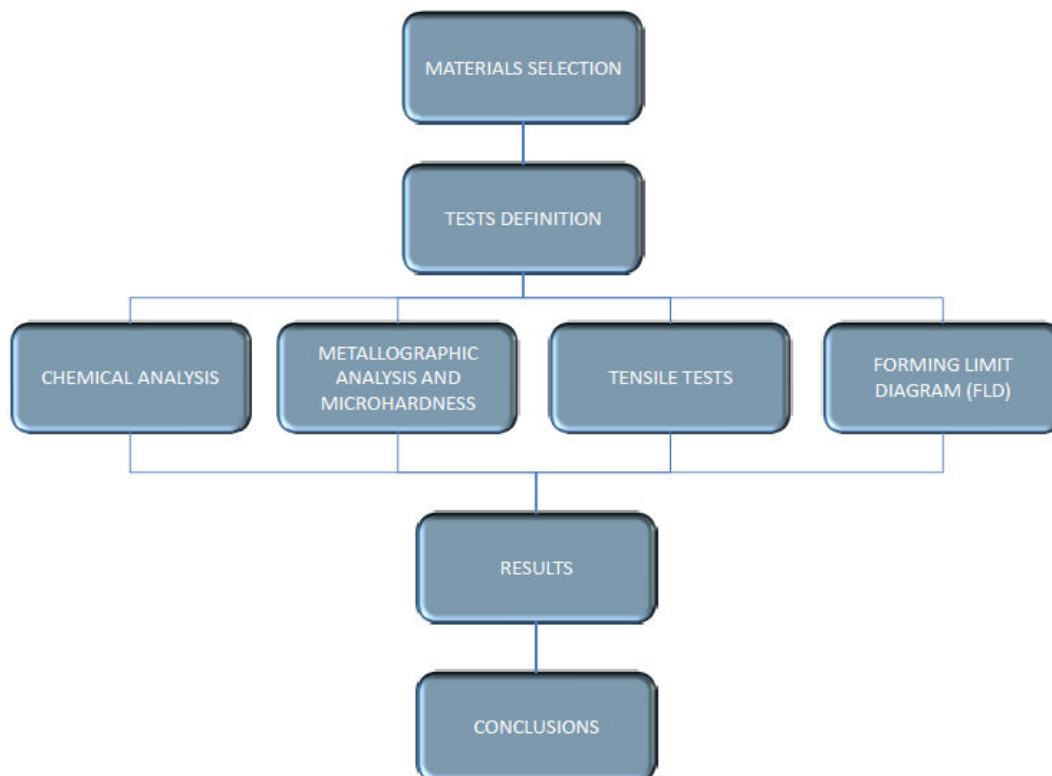 MATERIALS SELECTION
TESTS DEFINITION
CHEMICAL ANALYSIS
METALLOGRAPHIC
ANALYSIS AND
MICROHARDNESS
TENSILE TESTS
FORMING LIMIT
DIAGRAM (FLD)
RESULTS
CONCLUSIONS